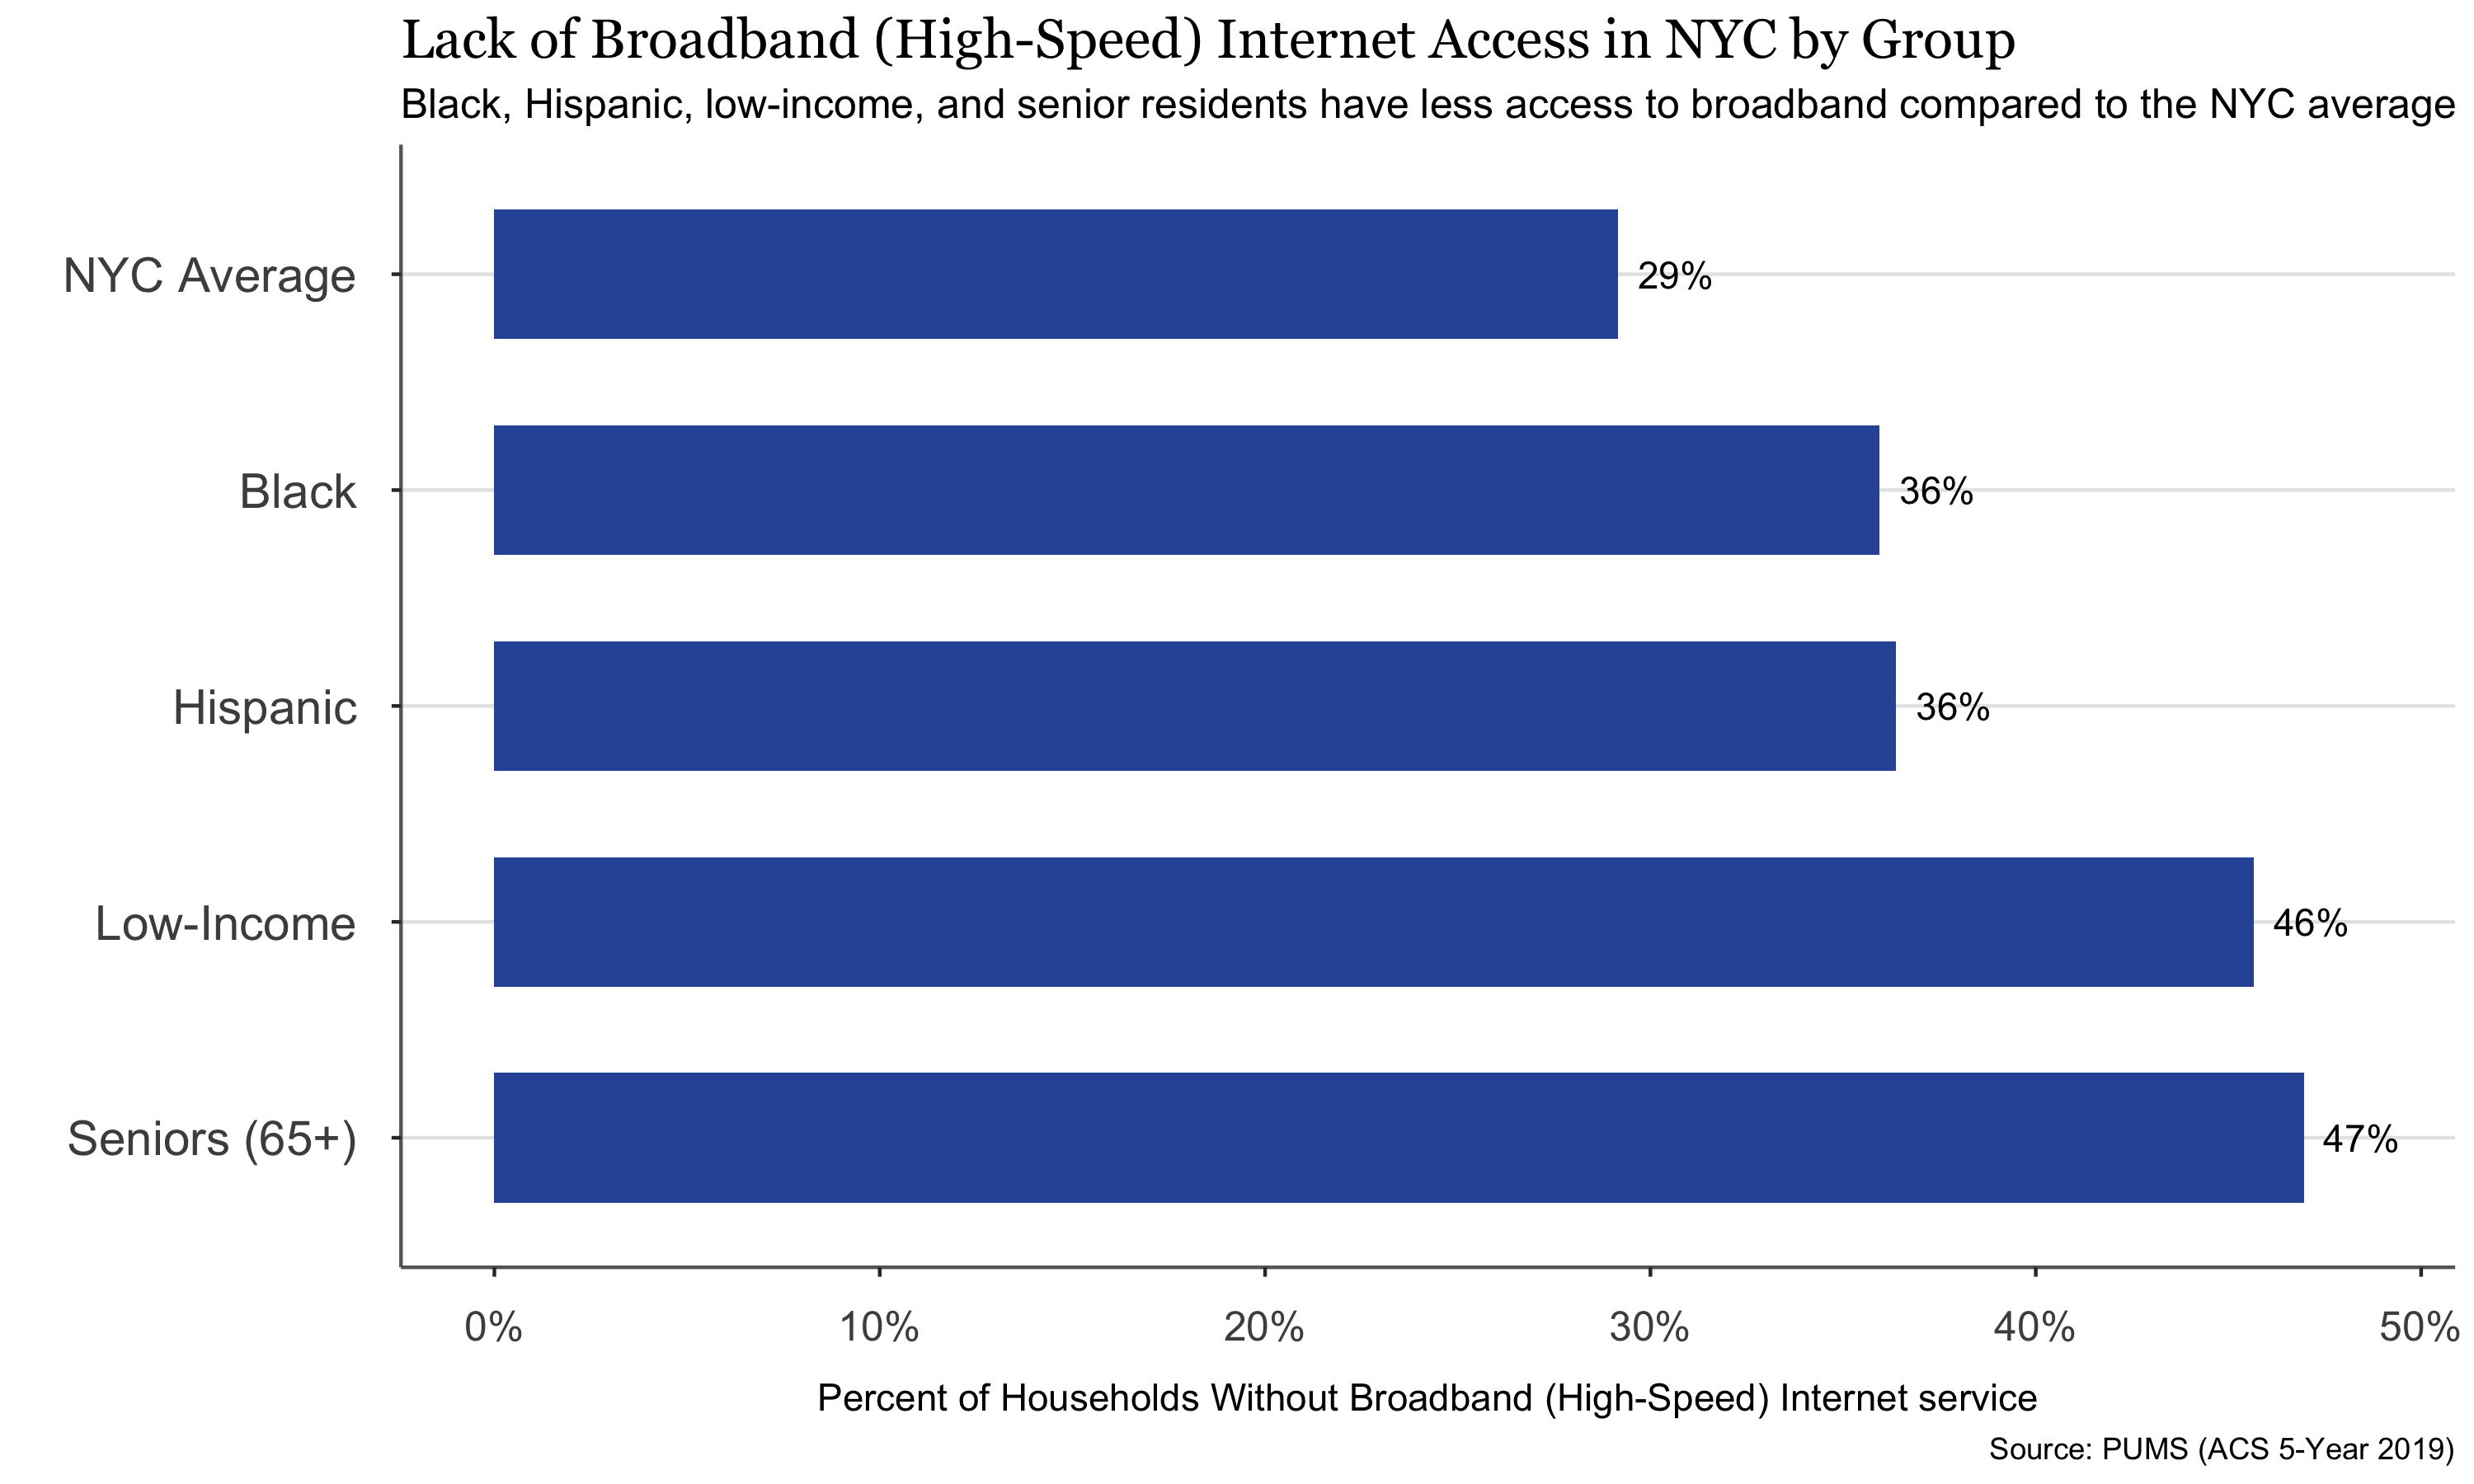 Lack of Broadband (High-Speed) Internet Access in NYC by Group
Black, Hispanic, low-income, and senior residents have less access to broadband compared to the NYC average
NYC Average
29%
Black
36%
Hispanic
36%
Low-Income
46%
Seniors (65+)
47%
0% 10% 20% 30% 40% 50%
Percent of Households Without Broadband (High-Speed) Internet service
Source: PUMS (ACS 5-Year 2019)